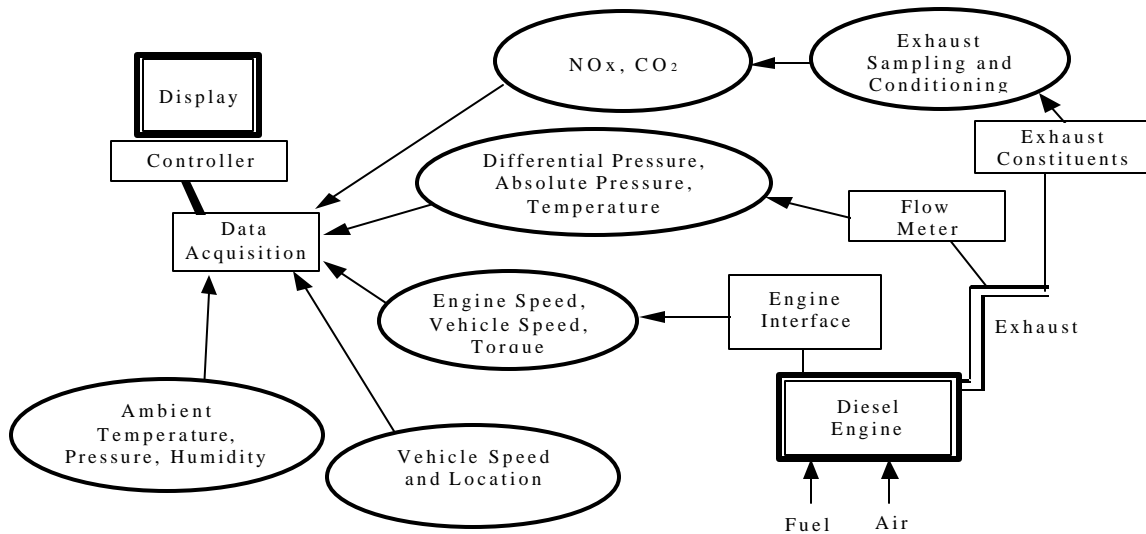 Exhaust
Sampling and
Conditioning
NOx, CO₂
Display
Exhaust
Constituents
Controller
Differential Pressure,
Absolute Pressure,
Temperature
Flow
Meter
Data
Acquisition
Engine Speed,
Vehicle Speed,
Torque
Engine
Interface
Exhaust
Ambient
Temperature,
Pressure, Humidity
Diesel
Engine
Vehicle Speed
and Location
Fuel
Air